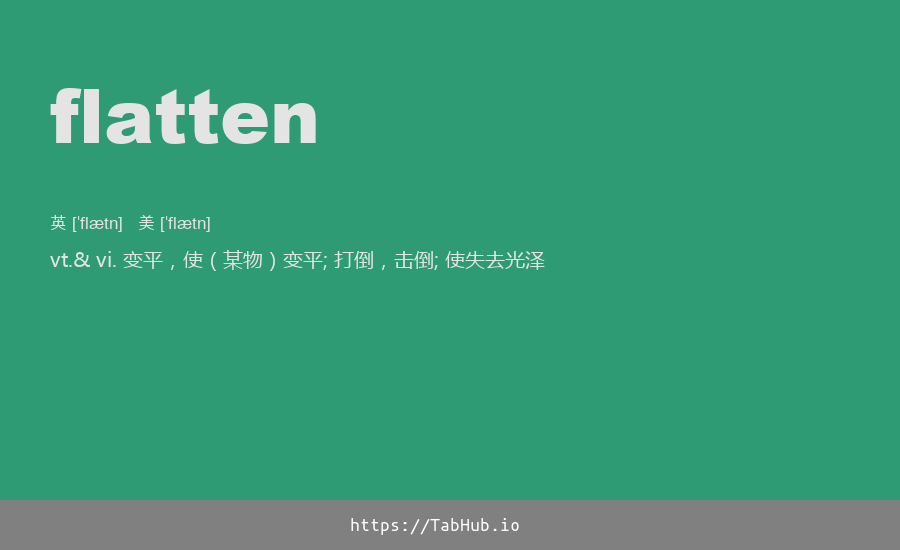 flatten
英 [ˈflætn] 美 [ˈflætn]
vt.& vi. 变平，使（某物）变平; 打倒，击倒; 使失去光泽
https://TabHub.io